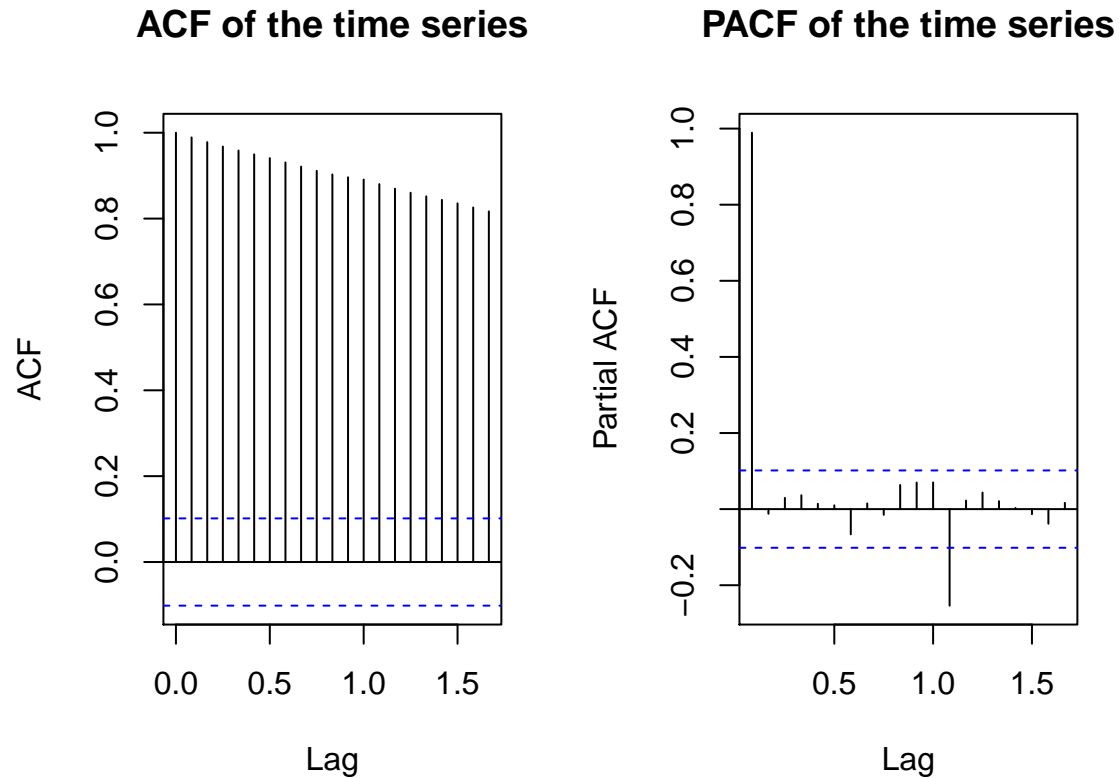 ACF of the time series
ACF
1.0
0.8
0.6
0.4
0.2
0.0
0.0 0.5 1.0 1.5
Lag
PACF of the time series
Partial ACF
1.0
0.8
0.6
0.4
0.2
−0.2
0.5 1.0 1.5
Lag